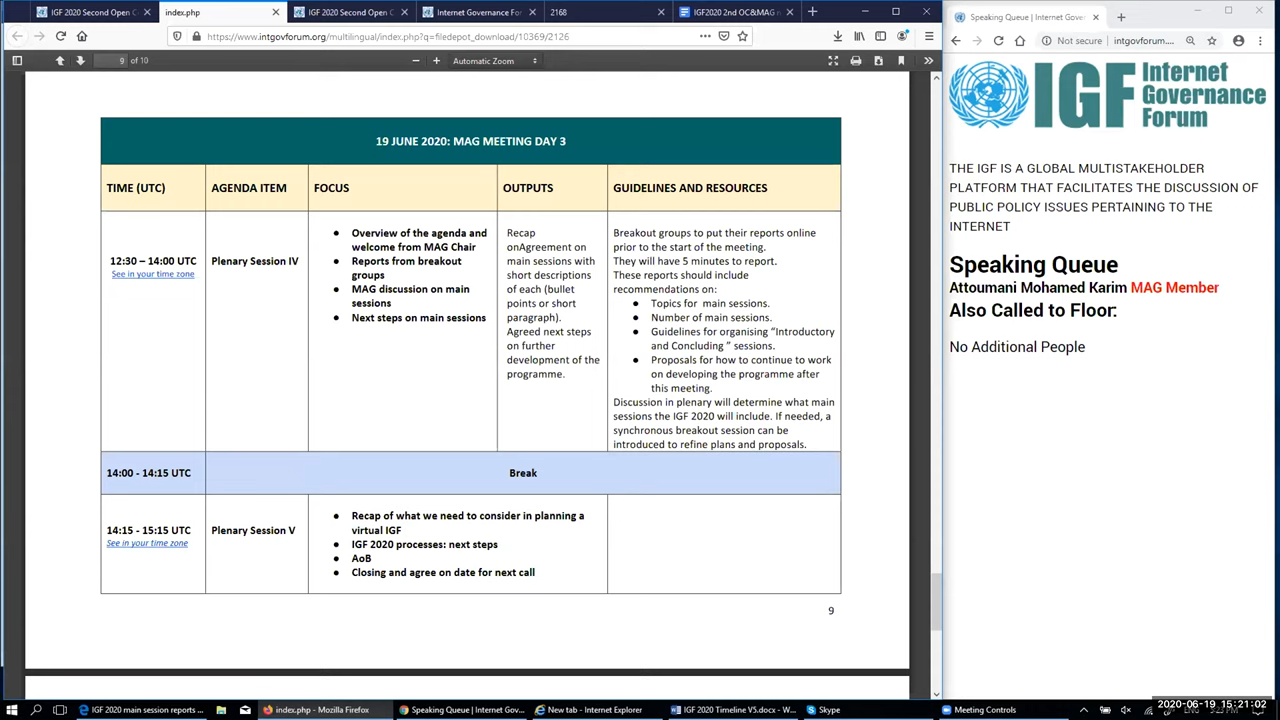 IGF 2020 Second Open C
index.php
IGF 2020 Second Open C
Internet Governance For
2168
IGF2020 2nd OC&MAG n
https://www.intgovforum.org/multilingual/index.php?q=filedepot_download/10369/2126
9 of 10
Automatic Zoom
19 JUNE 2020: MAG MEETING DAY 3
TIME (UTC)
AGENDA ITEM
FOCUS
OUTPUTS
GUIDELINES AND RESOURCES
12:30 – 14:00 UTC
See in your time zone
Plenary Session IV
● Overview of the agenda and
welcome from MAG Chair
● Reports from breakout
groups
● MAG discussion on main
sessions
● Next steps on main sessions
Recap
onAgreement on
main sessions with
short descriptions
of each (bullet
points or short
paragraph).
Agreed next steps
on further
development of the
programme.
Breakout groups to put their reports online
prior to the start of the meeting.
They will have 5 minutes to report.
These reports should include
recommendations on:
● Topics for main sessions.
● Number of main sessions.
● Guidelines for organising “Introductory
and Concluding ” sessions.
● Proposals for how to continue to work
on developing the programme after
this meeting.
Discussion in plenary will determine what main
sessions the IGF 2020 will include. If needed, a
synchronous breakout session can be
introduced to refine plans and proposals.
14:00 - 14:15 UTC
Break
14:15 - 15:15 UTC
See in your time zone
Plenary Session V
● Recap of what we need to consider in planning a
virtual IGF
● IGF 2020 processes: next steps
● AoB
● Closing and agree on date for next call
9
Speaking Queue | Internet Gover
Not secure
intgovforum....
IGF
Internet
Governance
Forum
THE IGF IS A GLOBAL MULTISTAKEHOLDER
PLATFORM THAT FACILITATES THE DISCUSSION OF
PUBLIC POLICY ISSUES PERTAINING TO THE
INTERNET
Speaking Queue
Attoumani Mohamed Karim MAG Member
Also Called to Floor:
No Additional People
IGF 2020 main session reports ...
index.php - Mozilla Firefox
Speaking Queue | Intern...
New tab - Internet Explorer
IGF 2020 Timeline V5.docx - W...
Skype
Meeting Controls
2020-06-19 15:21:02